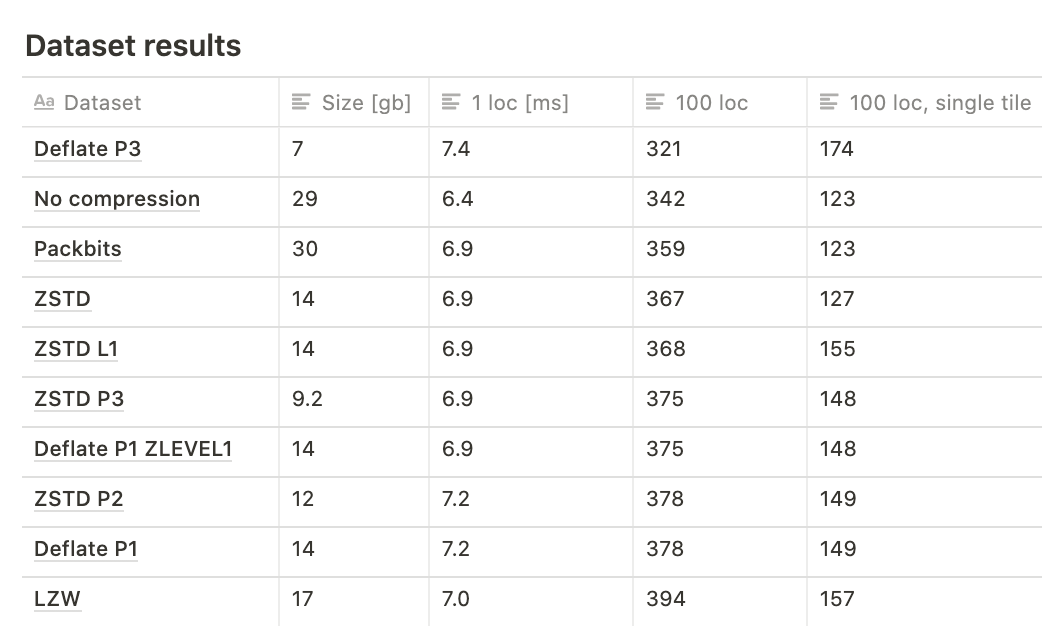 Dataset results
Aa Dataset Size [gb] 1 loc [ms] 100 loc 100 loc, single tile
Deflate P3 7 7.4 321 174
No compression 29 6.4 342 123
Packbits 30 6.9 359 123
ZSTD 14 6.9 367 127
ZSTD L1 14 6.9 368 155
ZSTD P3 9.2 6.9 375 148
Deflate P1 ZLEVEL1 14 6.9 375 148
ZSTD P2 12 7.2 378 149
Deflate P1 14 7.2 378 149
LZW 17 7.0 394 157